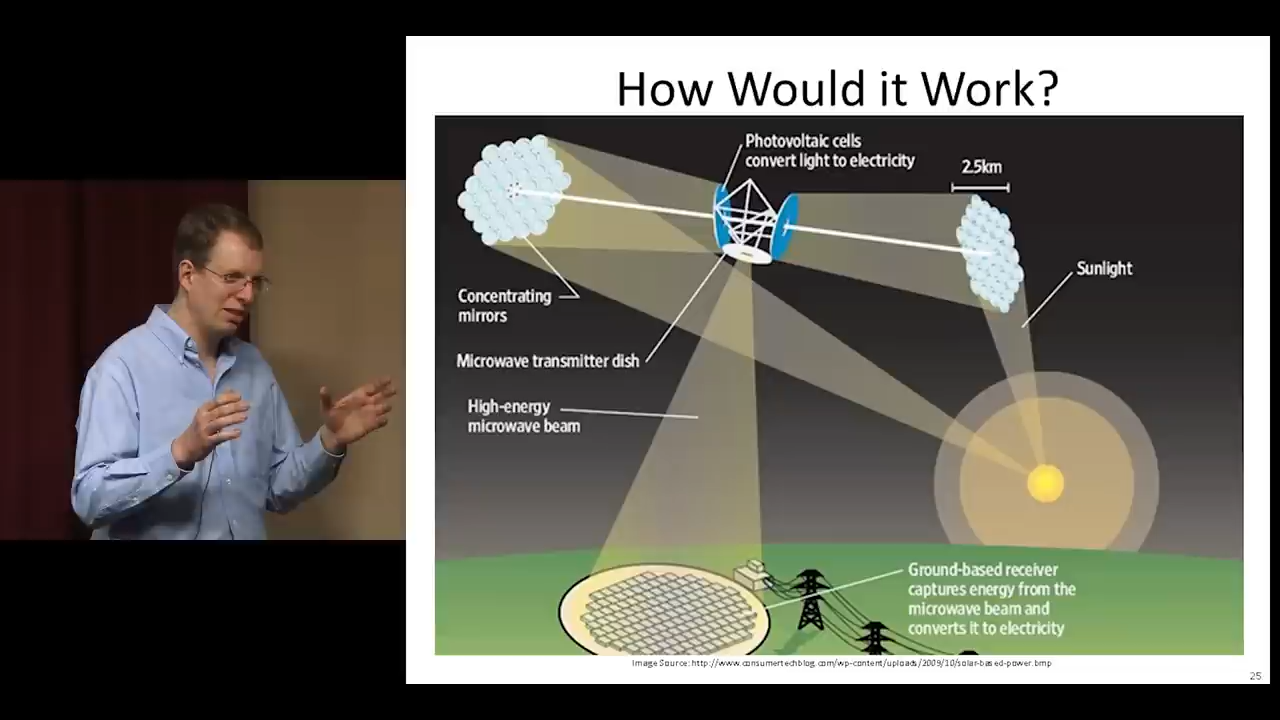 How Would it Work?
Photovoltaic cells
convert light to electricity
2.5km
Sunlight
Concentrating
mirrors
Microwave transmitter dish
High-energy
microwave beam
Ground-based receiver
captures energy from the
microwave beam and
converts it to electricity
Image Source: http://www.consumertechblog.com/wp-content/uploads/2009/10/solar-based-power.bmp
25